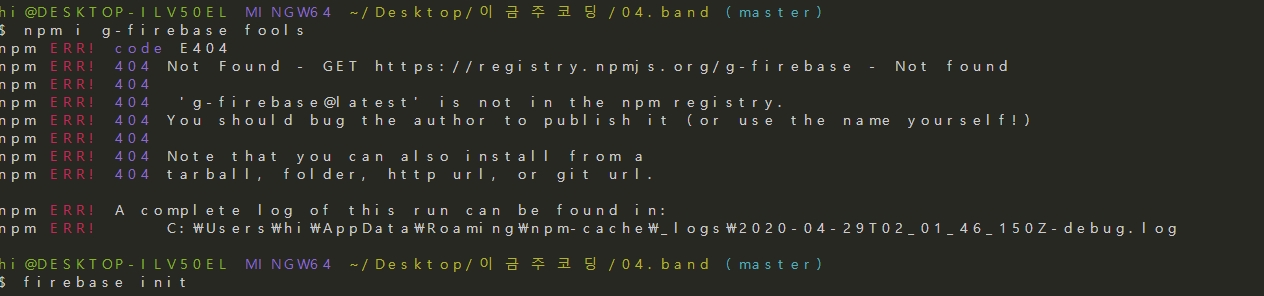 hi@DESKTOP-ILV50EL MINGW64 ~/Desktop/이금주코딩/04.band (master)
$ npm i g-firebase fools
npm ERR! code E404
npm ERR! 404 Not Found - GET https://registry.npmjs.org/g-firebase - Not found
npm ERR! 404
npm ERR! 404  'g-firebase@latest' is not in the npm registry.
npm ERR! 404 You should bug the author to publish it (or use the name yourself!)
npm ERR! 404
npm ERR! 404 Note that you can also install from a
npm ERR! 404 tarball, folder, http url, or git url.
npm ERR! A complete log of this run can be found in:
npm ERR!     C:₩Users₩hi₩AppData₩Roaming₩npm-cache₩_logs₩2020-04-29T02_01_46_150Z-debug.log
hi@DESKTOP-ILV50EL MINGW64 ~/Desktop/이금주코딩/04.band (master)
$ firebase init